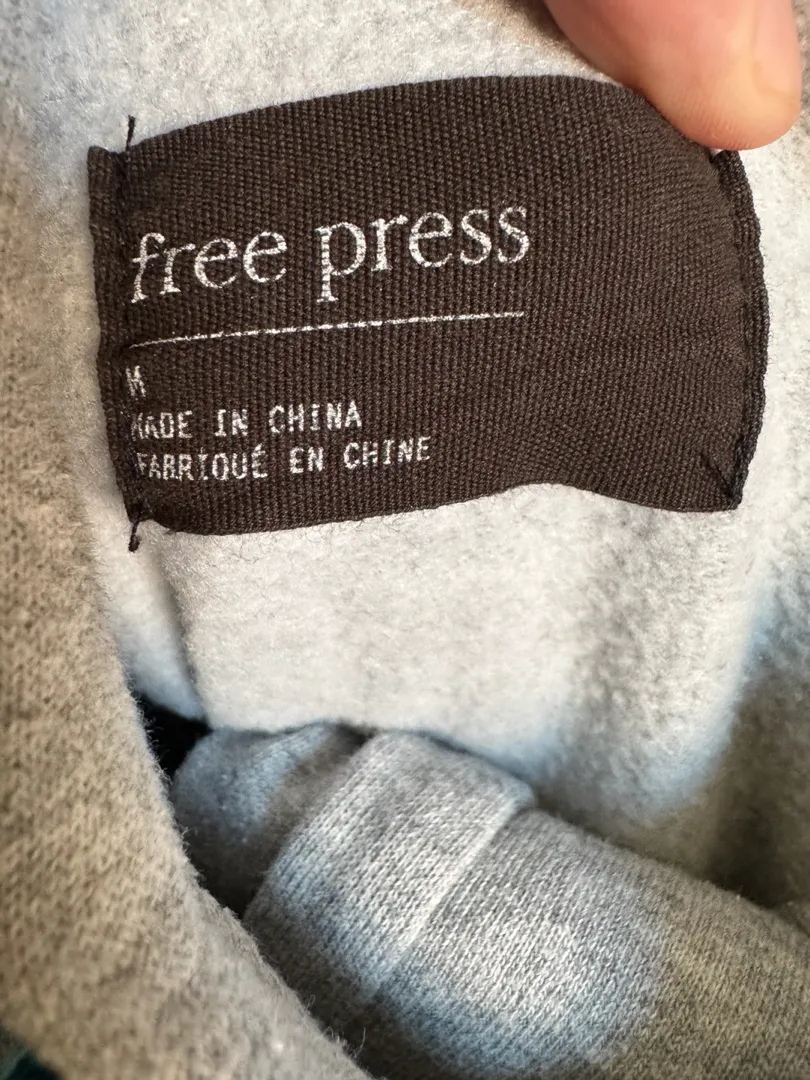 free press
M
MADE IN CHINA
FABRIQUÉ EN CHINE